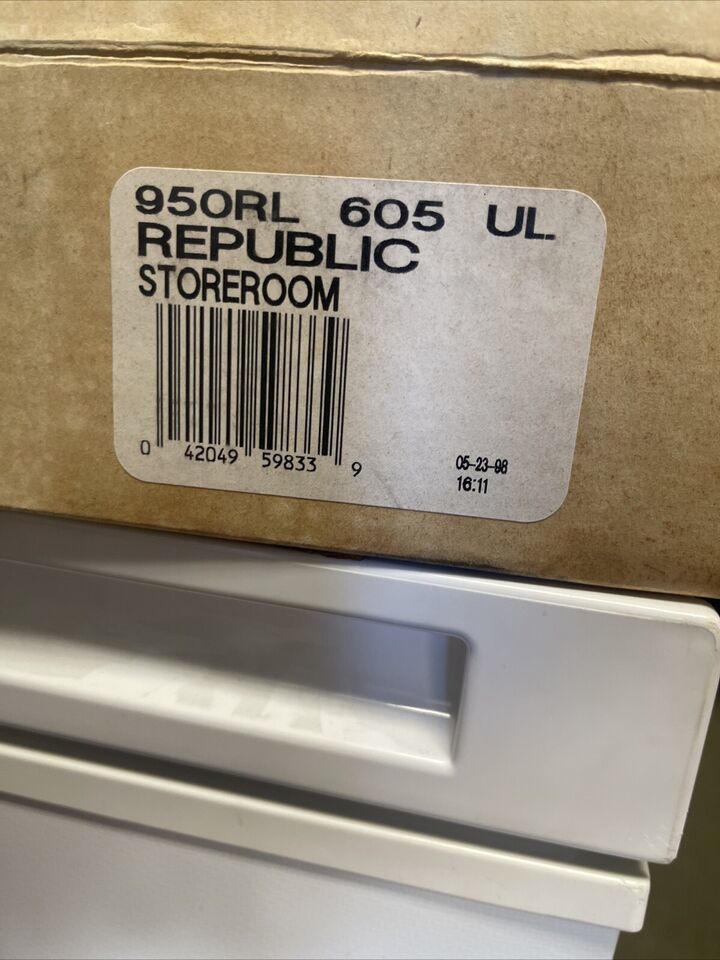 950RL 605 UL
REPUBLIC
STOREROOM
0 42049 59833 9
05-23-98
16:11